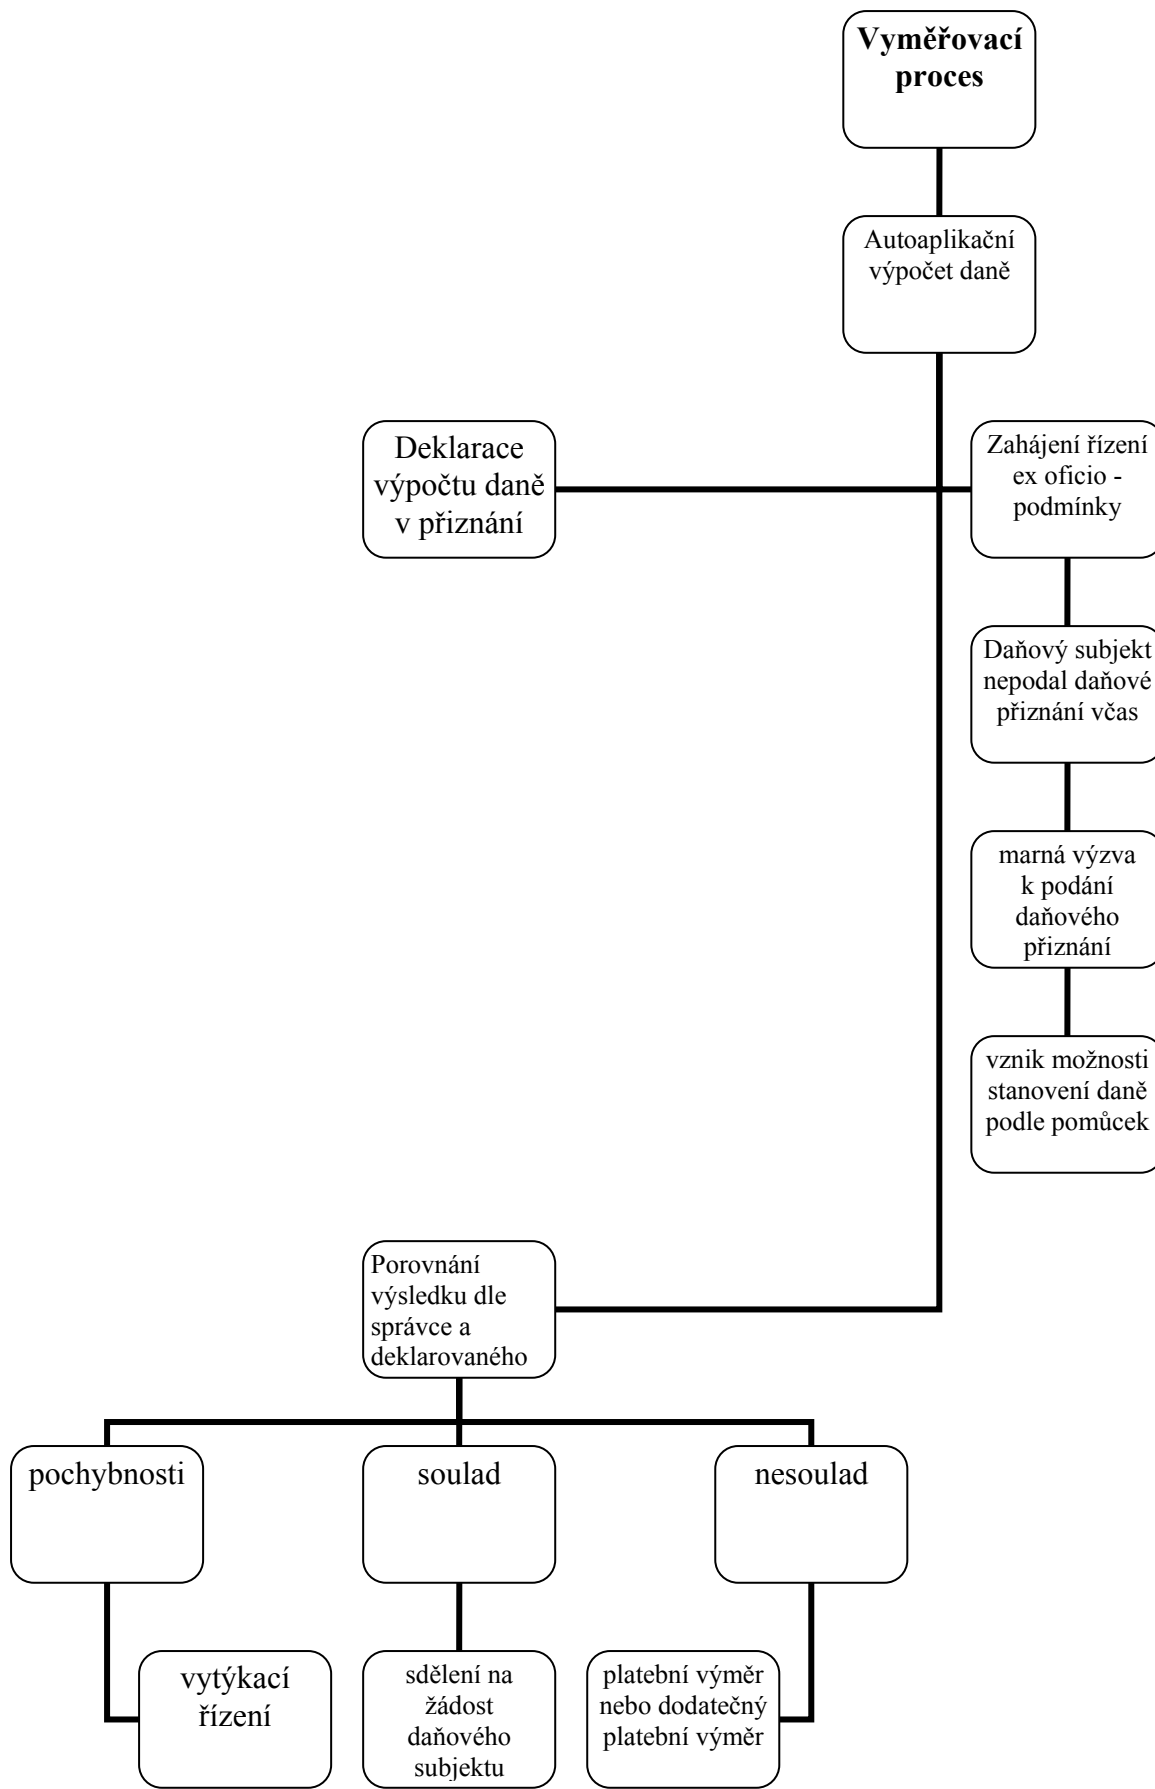 Vyměřovací
proces
Autoaplikační
výpočet daně
Deklarace
výpočtu daně
v přiznání
Zahájení řízení
ex oficio -
podmínky
Daňový subjekt
nepodal daňové
přiznání včas
marná výzva
k podání
daňového
přiznání
vznik možnosti
stanovení daně
podle pomůcek
Porovnání
výsledku dle
správce a
deklarovaného
pochybnosti
soulad
nesoulad
vytýkací
řízení
sdělení na
žádost
daňového
subjektu
platební výměr
nebo dodatečný
platební výměr